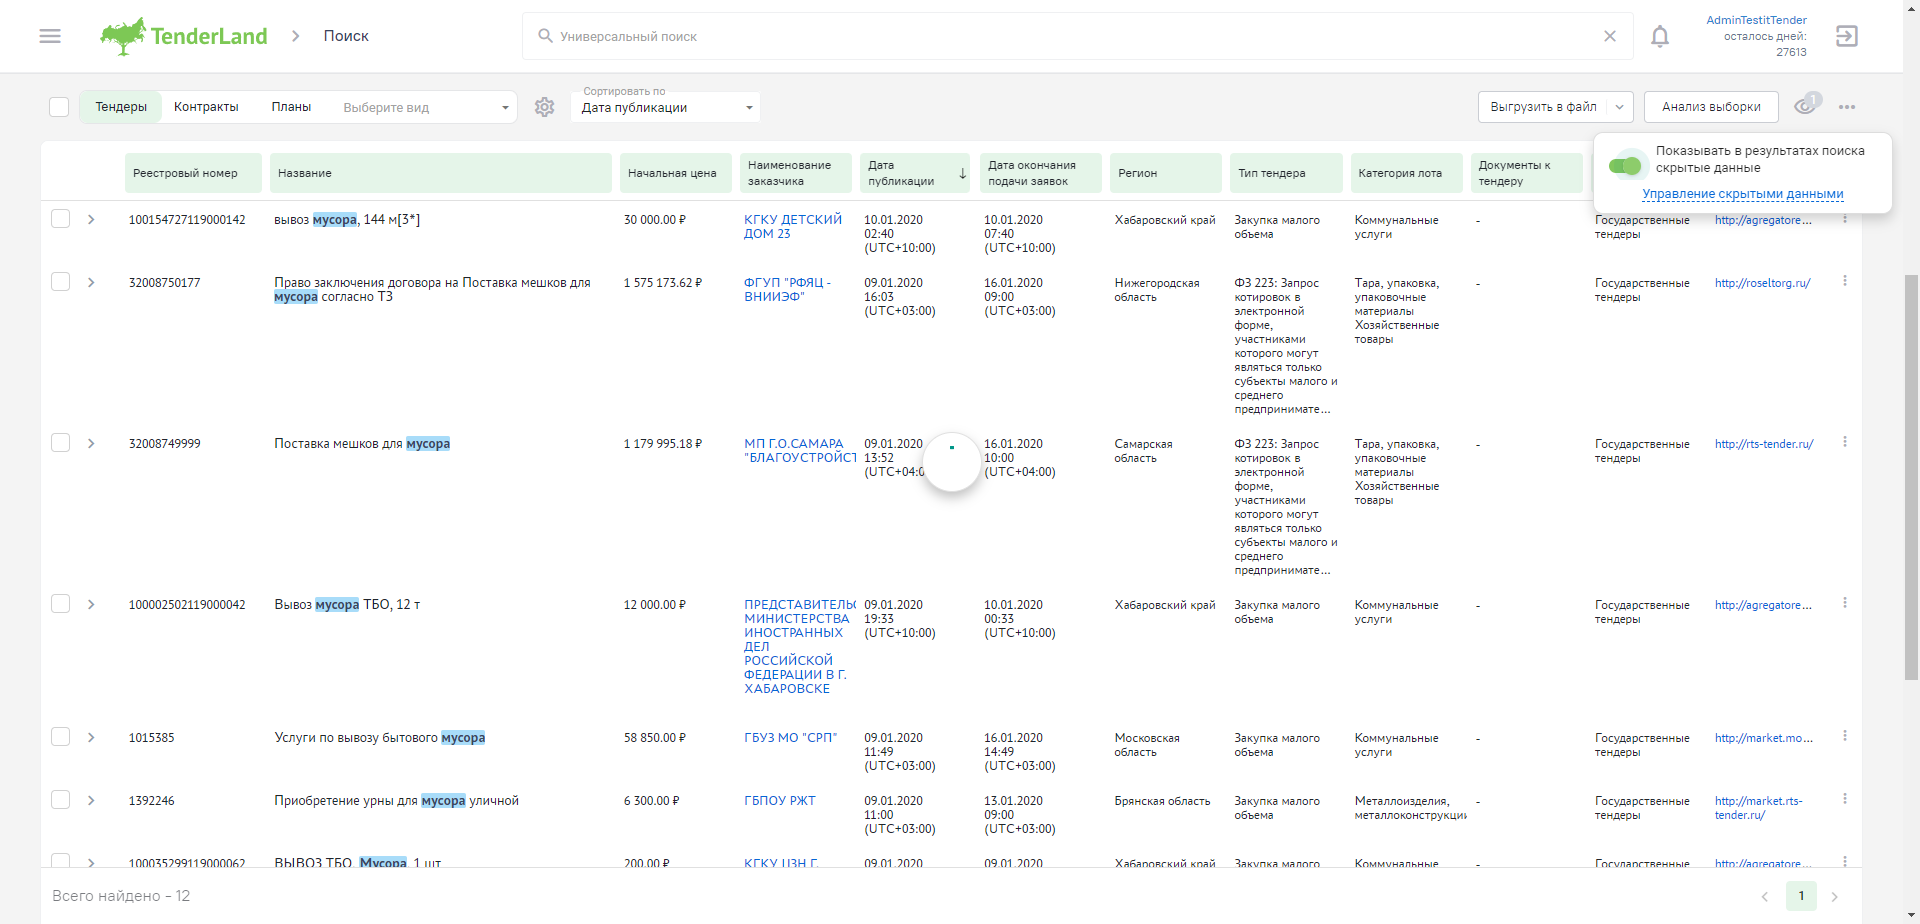 TenderLand
Поиск
Универсальный поиск
AdminTestitTender
осталось дней:
27613
Тендеры
Контракты
Планы
Выберите вид
Сортировать по
Дата публикации
Выгрузить в файл
Анализ выборки
1
Показывать в результатах поиска
скрытые данные
Управление скрытыми данными
Реестровый номер
Название
Начальная цена
Наименование
заказчика
Дата
публикации
Дата окончания
подачи заявок
Регион
Тип тендера
Категория лота
Документы к
тендеру
100154727119000142
вывоз мусора, 144 м[3*]
30 000.00 ₽
КГКУ ДЕТСКИЙ
ДОМ 23
10.01.2020
02:40
(UTC+10:00)
10.01.2020
07:40
(UTC+10:00)
Хабаровский край
Закупка малого
объема
Коммунальные
услуги
-
Государственные
тендеры
http://agregatore...
32008750177
Право заключения договора на Поставка мешков для
мусора согласно ТЗ
1 575 173.62 ₽
ФГУП "РФЯЦ -
ВНИИЭФ"
09.01.2020
16:03
(UTC+03:00)
16.01.2020
09:00
(UTC+03:00)
Нижегородская
область
ФЗ 223: Запрос
котировок в
электронной
форме,
участниками
которого могут
являться только
субъекты малого и
среднего
предпринимате...
Тара, упаковка,
упаковочные
материалы
Хозяйственные
товары
-
Государственные
тендеры
http://roseltorg.ru/
32008749999
Поставка мешков для мусора
1 179 995.18 ₽
МП Г.О.САМАРА
"БЛАГОУСТРОЙСТ
09.01.2020
13:52
(UTC+04:0
16.01.2020
10:00
(UTC+04:00)
Самарская
область
ФЗ 223: Запрос
котировок в
электронной
форме,
участниками
которого могут
являться только
субъекты малого и
среднего
предпринимате...
Тара, упаковка,
упаковочные
материалы
Хозяйственные
товары
-
Государственные
тендеры
http://rts-tender.ru/
100002502119000042
Вывоз мусора ТБО, 12 т
12 000.00 ₽
ПРЕДСТАВИТЕЛЬС
МИНИСТЕРСТВА
ИНОСТРАННЫХ
ДЕЛ
РОССИЙСКОЙ
ФЕДЕРАЦИИ В Г.
ХАБАРОВСКЕ
09.01.2020
19:33
(UTC+10:00)
10.01.2020
00:33
(UTC+10:00)
Хабаровский край
Закупка малого
объема
Коммунальные
услуги
-
Государственные
тендеры
http://agregatore...
1015385
Услуги по вывозу бытового мусора
58 850.00 ₽
ГБУЗ МО "СРП"
09.01.2020
11:49
(UTC+03:00)
16.01.2020
14:49
(UTC+03:00)
Московская
область
Закупка малого
объема
Коммунальные
услуги
-
Государственные
тендеры
http://market.mo...
1392246
Приобретение урны для мусора уличной
6 300.00 ₽
ГБПОУ РЖТ
09.01.2020
11:00
(UTC+03:00)
13.01.2020
09:00
(UTC+03:00)
Брянская область
Закупка малого
объема
Металлоизделия,
металлоконструкци
-
Государственные
тендеры
http://market.rts-
tender.ru/
100035299119000062
ВЫВОЗ ТБО, Мусора, 1 шт
200.00 ₽
КГКУ ЦЗН Г.
09.01.2020
09.01.2020
Хабаровский край
Закупка малого
Коммунальные
-
Государственные
http://agregatore...
Всего найдено - 12
1